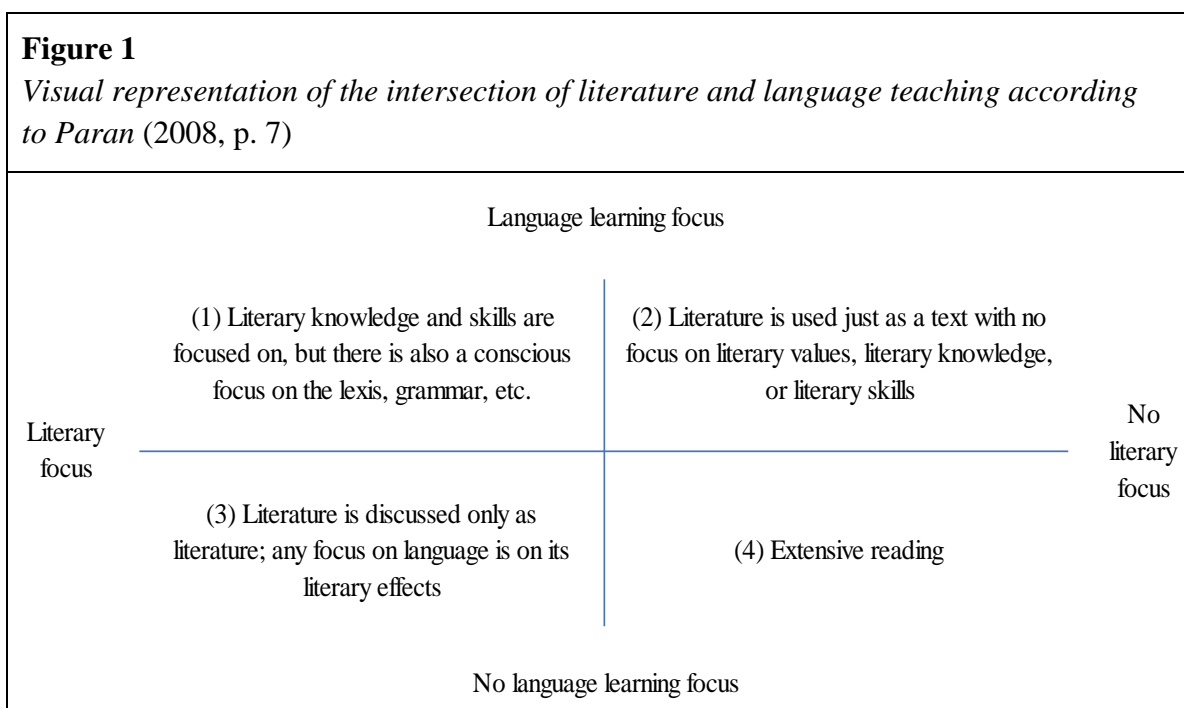 Figure 1
Visual representation of the intersection of literature and language teaching according
to Paran (2008, p. 7)
Language learning focus
(1) Literary knowledge and skills are
focused on, but there is also a conscious
focus on the lexis, grammar, etc.
(2) Literature is used just as a text with no
focus on literary values, literary knowledge,
or literary skills
Literary
focus
No
literary
focus
(3) Literature is discussed only as
literature; any focus on language is on its
literary effects
(4) Extensive reading
No language learning focus